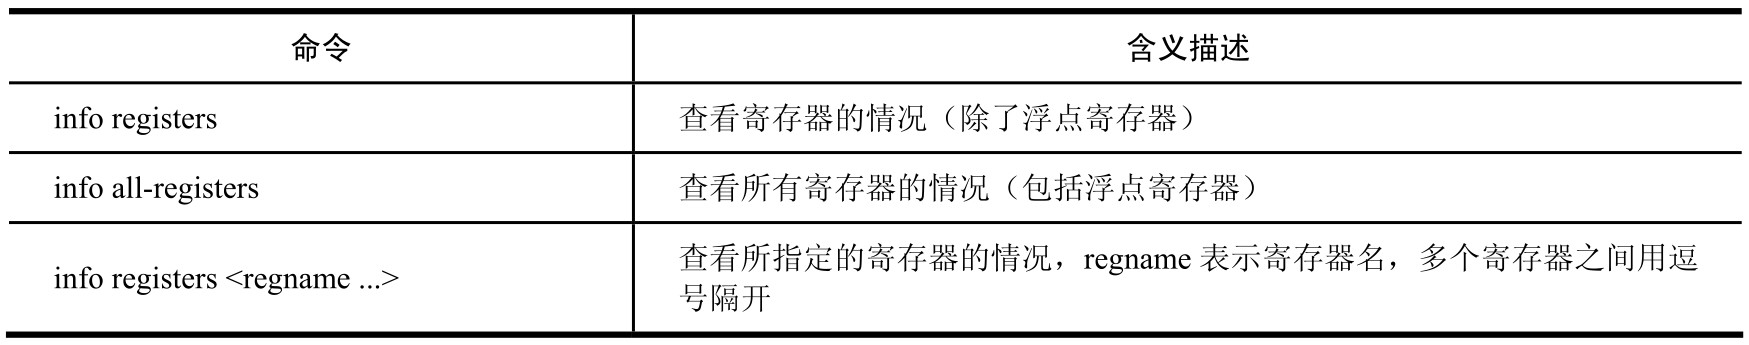 命令 含义描述
info registers 查看寄存器的情况（除了浮点寄存器）
info all-registers 查看所有寄存器的情况（包括浮点寄存器）
info registers <regname ...> 查看所指定的寄存器的情况，regname 表示寄存器名，多个寄存器之间用逗
号隔开